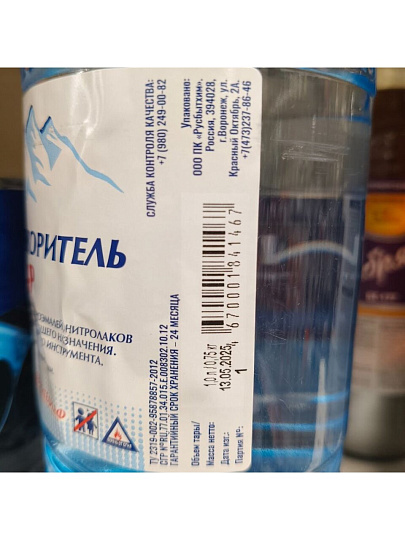 ОРИТЕЛЬ
НИТРОЛАКОВ
ЩЕГО НАЗНАЧЕНИЯ.
ИНСТРУМЕНТА.
СЛУЖБА КОНТРОЛЯ КАЧЕСТВА:
+7 (980) 249-00-82
Упаковано:
ООО ПК «Русбытхим»,
Россия, 394028,
г.Воронеж, ул.
Красный Октябрь, 2А.
+7(473)237-86-46
4670001841467
ТУ 2319-002-95878857-2012
СГР №RU.77.01.34.015.Е.008302.10.12
ГАРАНТИЙНЫЙ СРОК ХРАНЕНИЯ – 24 МЕСЯЦА
Объем тары/ 1,0 л / 0,75 кг
Масса нетто:
Дата изг.: 13.05.2025
Партия №: 1